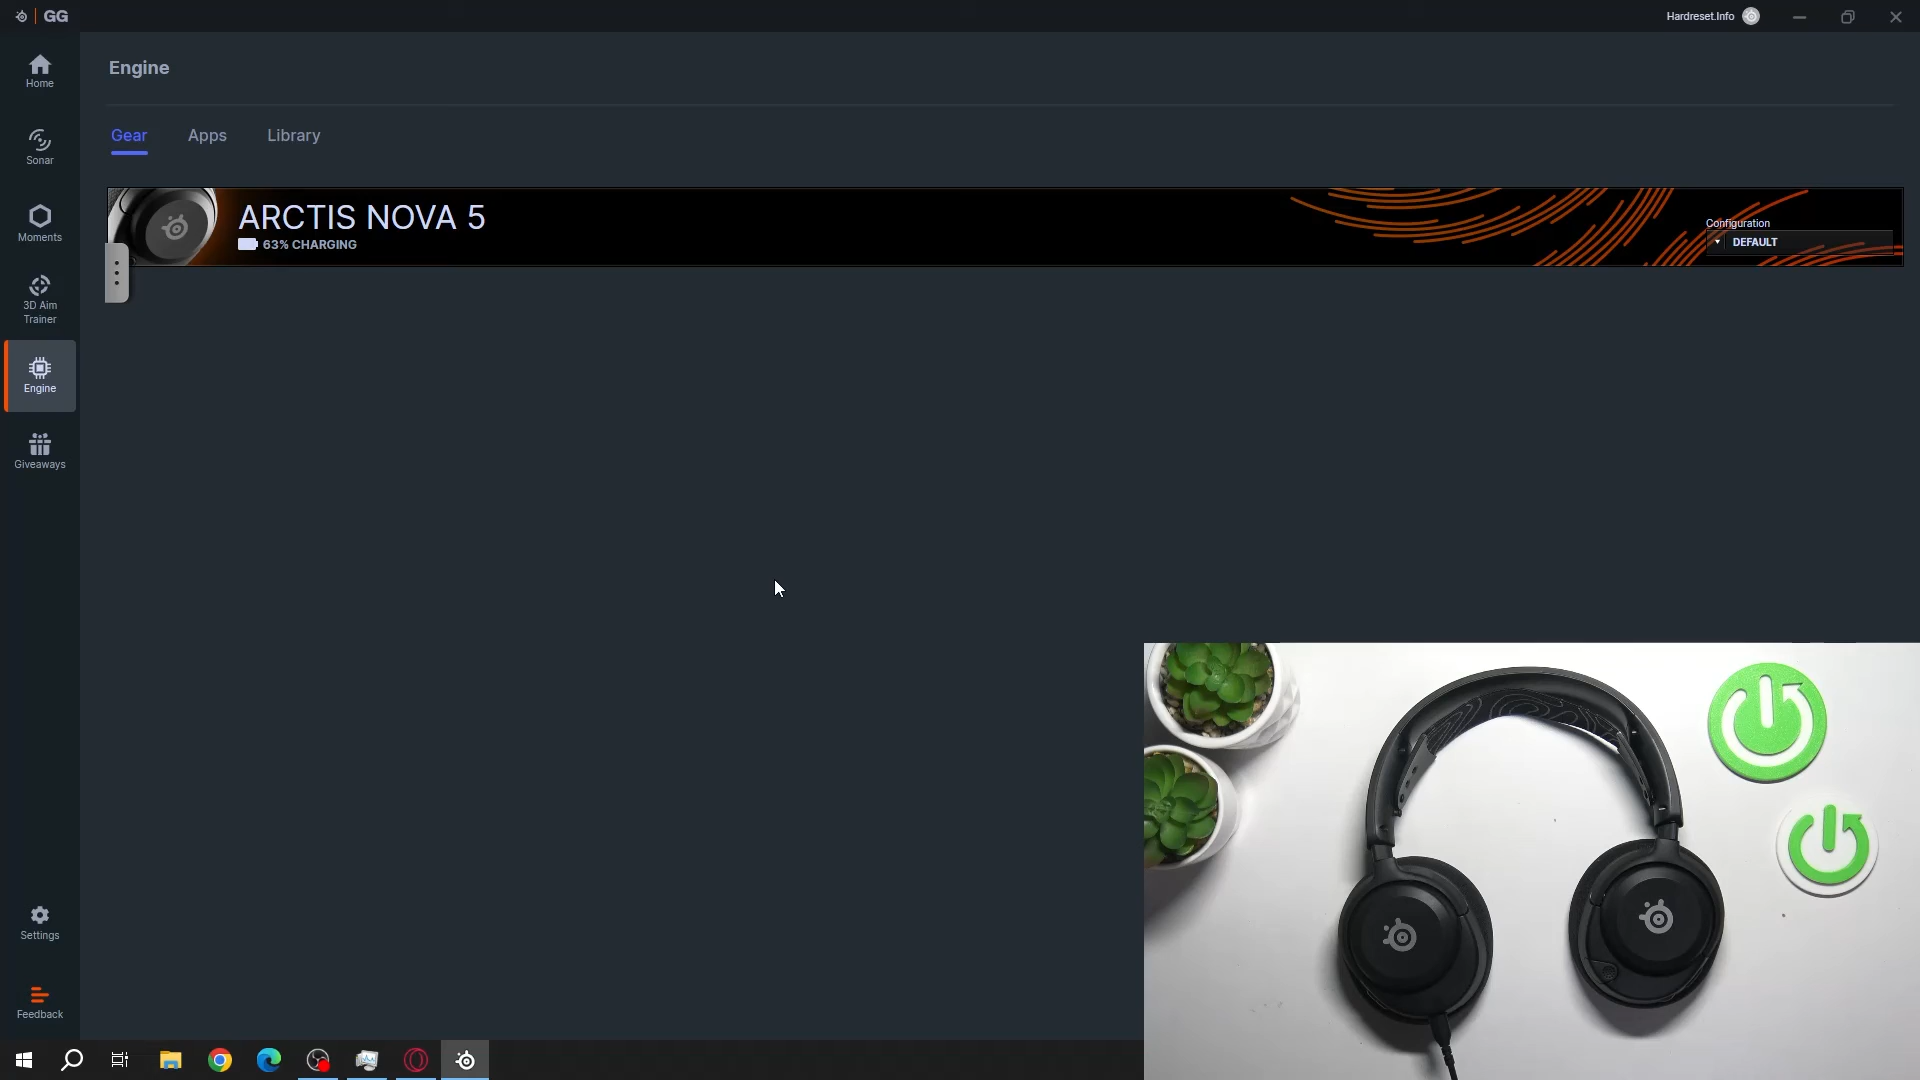 GG
Hardreset.Info
Home
Sonar
Moments
3D Aim
Trainer
Engine
Giveaways
Settings
Feedback
Engine
Gear
Apps
Library
ARCTIS NOVA 5
63% CHARGING
Configuration
DEFAULT